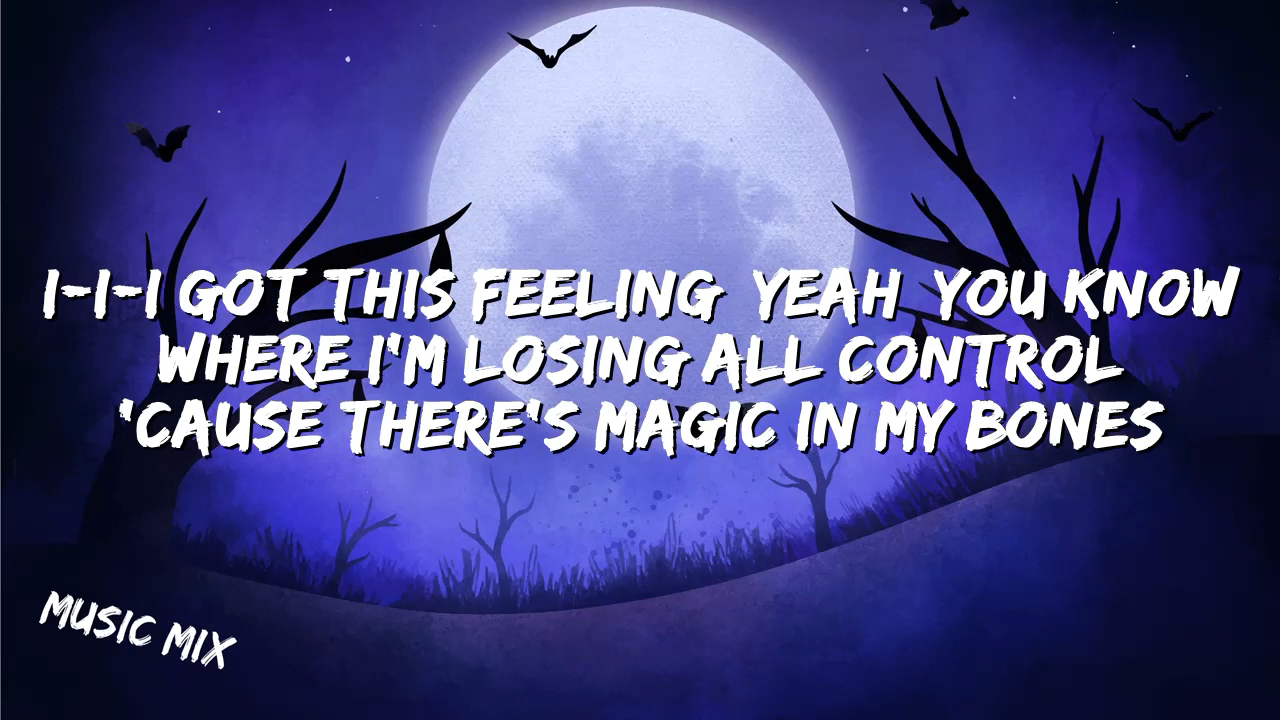 I-I-I GOT THIS FEELING YEAH YOU KNOW
WHERE I'M LOSING ALL CONTROL
'CAUSE THERE'S MAGIC IN MY BONES
MUSIC MIX